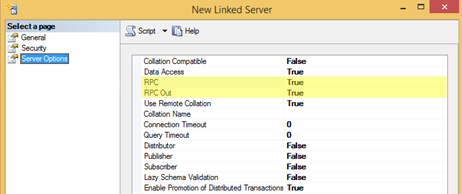 New Linked Server
Select a page
General
Security
Server Options
Script Help
Collation Compatible False
Data Access True
RPC True
RPC Out True
Use Remote Collation True
Collation Name
Connection Timeout 0
Query Timeout 0
Distributor False
Publisher False
Subscriber False
Lazy Schema Validation False
Enable Promotion of Distributed Transactions True